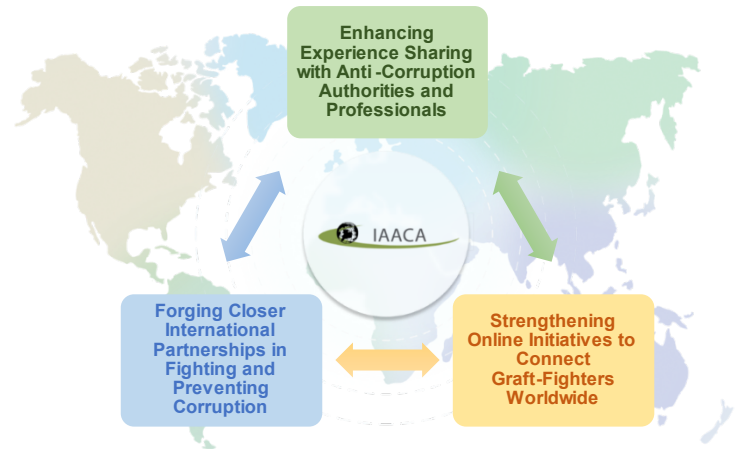 Enhancing
Experience Sharing
with Anti -Corruption
Authorities and
Professionals
IAACA
Forging Closer
International
Partnerships in
Fighting and
Preventing
Corruption
Strengthening
Online Initiatives to
Connect
Graft-Fighters
Worldwide